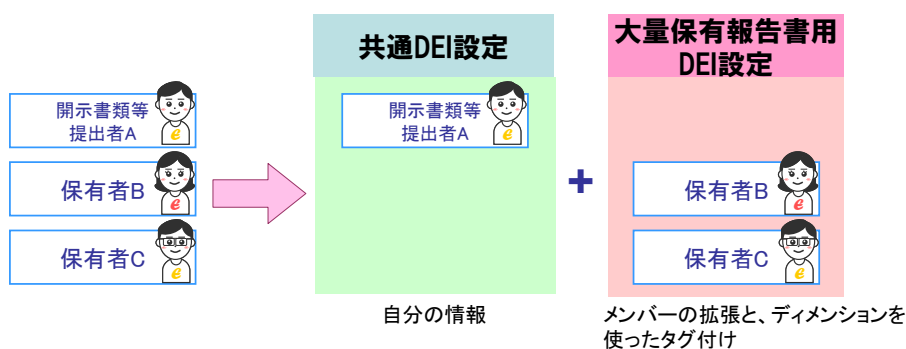 共通DEI設定
大量保有報告書用
DEI設定
開示書類等
提出者A
e
保有者B
e
保有者C
e
開示書類等
提出者A
e
+
保有者B
e
保有者C
e
自分の情報
メンバーの拡張と、ディメンションを
使ったタグ付け